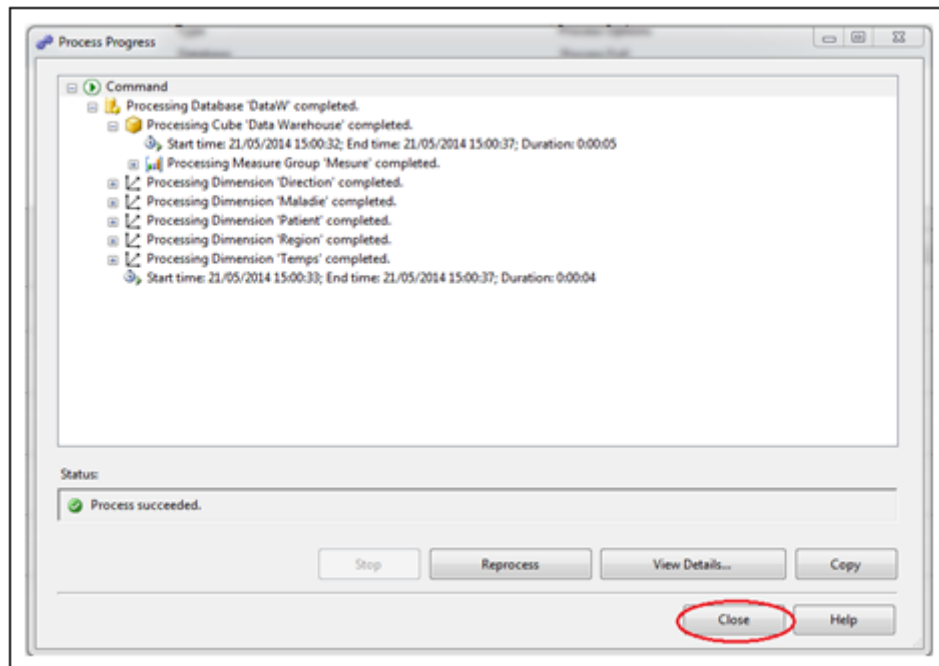 Process Progress
Command
Processing Database 'DataW' completed.
Processing Cube 'Data Warehouse' completed.
Start time: 21/05/2014 15:00:32; End time: 21/05/2014 15:00:37; Duration: 0:00:05
Processing Measure Group 'Mesure' completed.
Processing Dimension 'Direction' completed.
Processing Dimension 'Maladie' completed.
Processing Dimension 'Patient' completed.
Processing Dimension 'Region' completed.
Processing Dimension 'Temps' completed.
Start time: 21/05/2014 15:00:33; End time: 21/05/2014 15:00:37; Duration: 0:00:04
Status:
Process succeeded.
Stop Reprocess View Details... Copy
Close Help